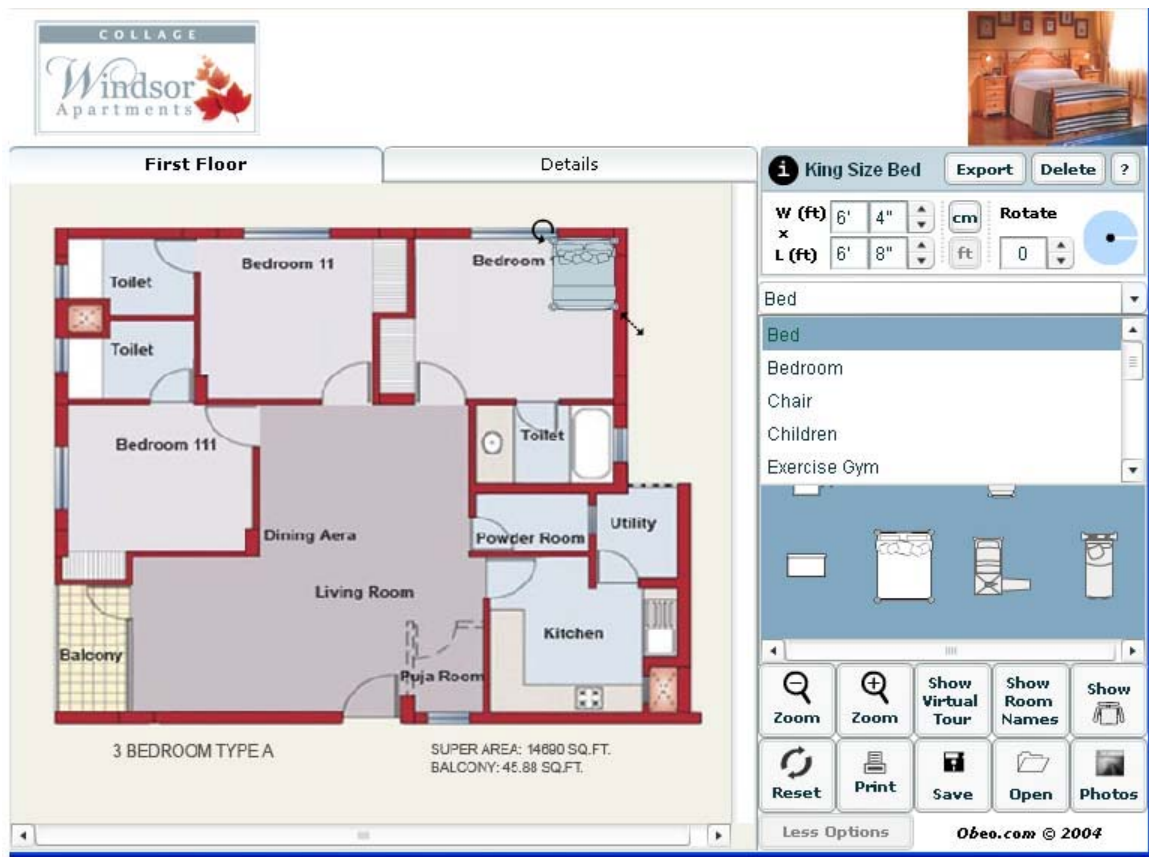 COLLAGE
Windsor
Apartments
First Floor
Details
King Size Bed
Export
Delete
?
W (ft) 6' 4"
x
L (ft) 6' 8"
cm
ft
Rotate
0
Bed
Bed
Bedroom
Chair
Children
Exercise Gym
Toilet
Bedroom 11
Bedroom
Toilet
Bedroom 111
Toilet
Dining Aera
Powder Room
Utility
Living Room
Kitchen
Balcony
Puja Room
3 BEDROOM TYPE A
SUPER AREA: 14690 SQ.FT.
BALCONY: 45.88 SQ.FT.
Zoom
Zoom
Show
Virtual
Tour
Show
Room
Names
Show
Reset
Print
Save
Open
Photos
Less Options
Obeo.com © 2004